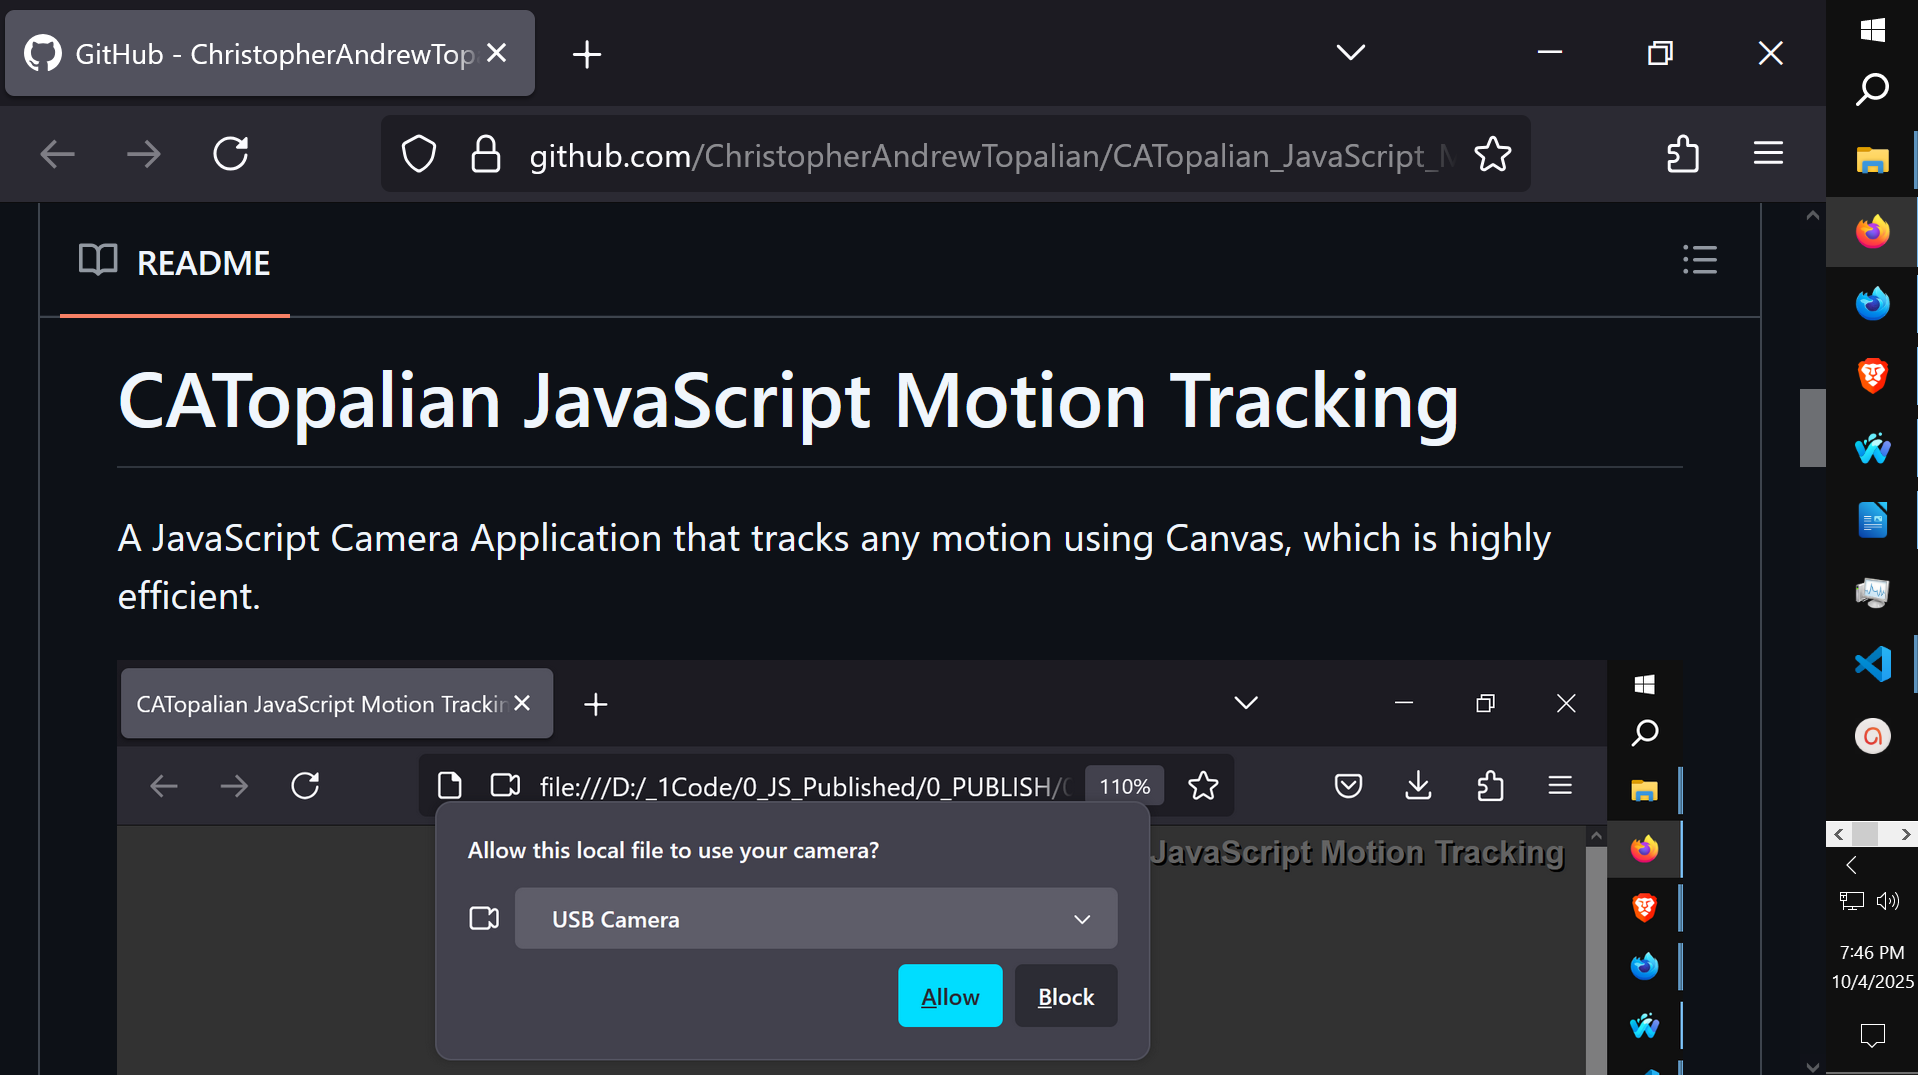 GitHub - ChristopherAndrewTop
github.com/ChristopherAndrewTopalian/CATopalian_JavaScript_M
README
CATopalian JavaScript Motion Tracking
A JavaScript Camera Application that tracks any motion using Canvas, which is highly
efficient.
CATopalian JavaScript Motion Trackin
file:///D:/_1Code/0_JS_Published/0_PUBLISH/0
110%
JavaScript Motion Tracking
Allow this local file to use your camera?
USB Camera
Allow
Block
7:46 PM
10/4/2025